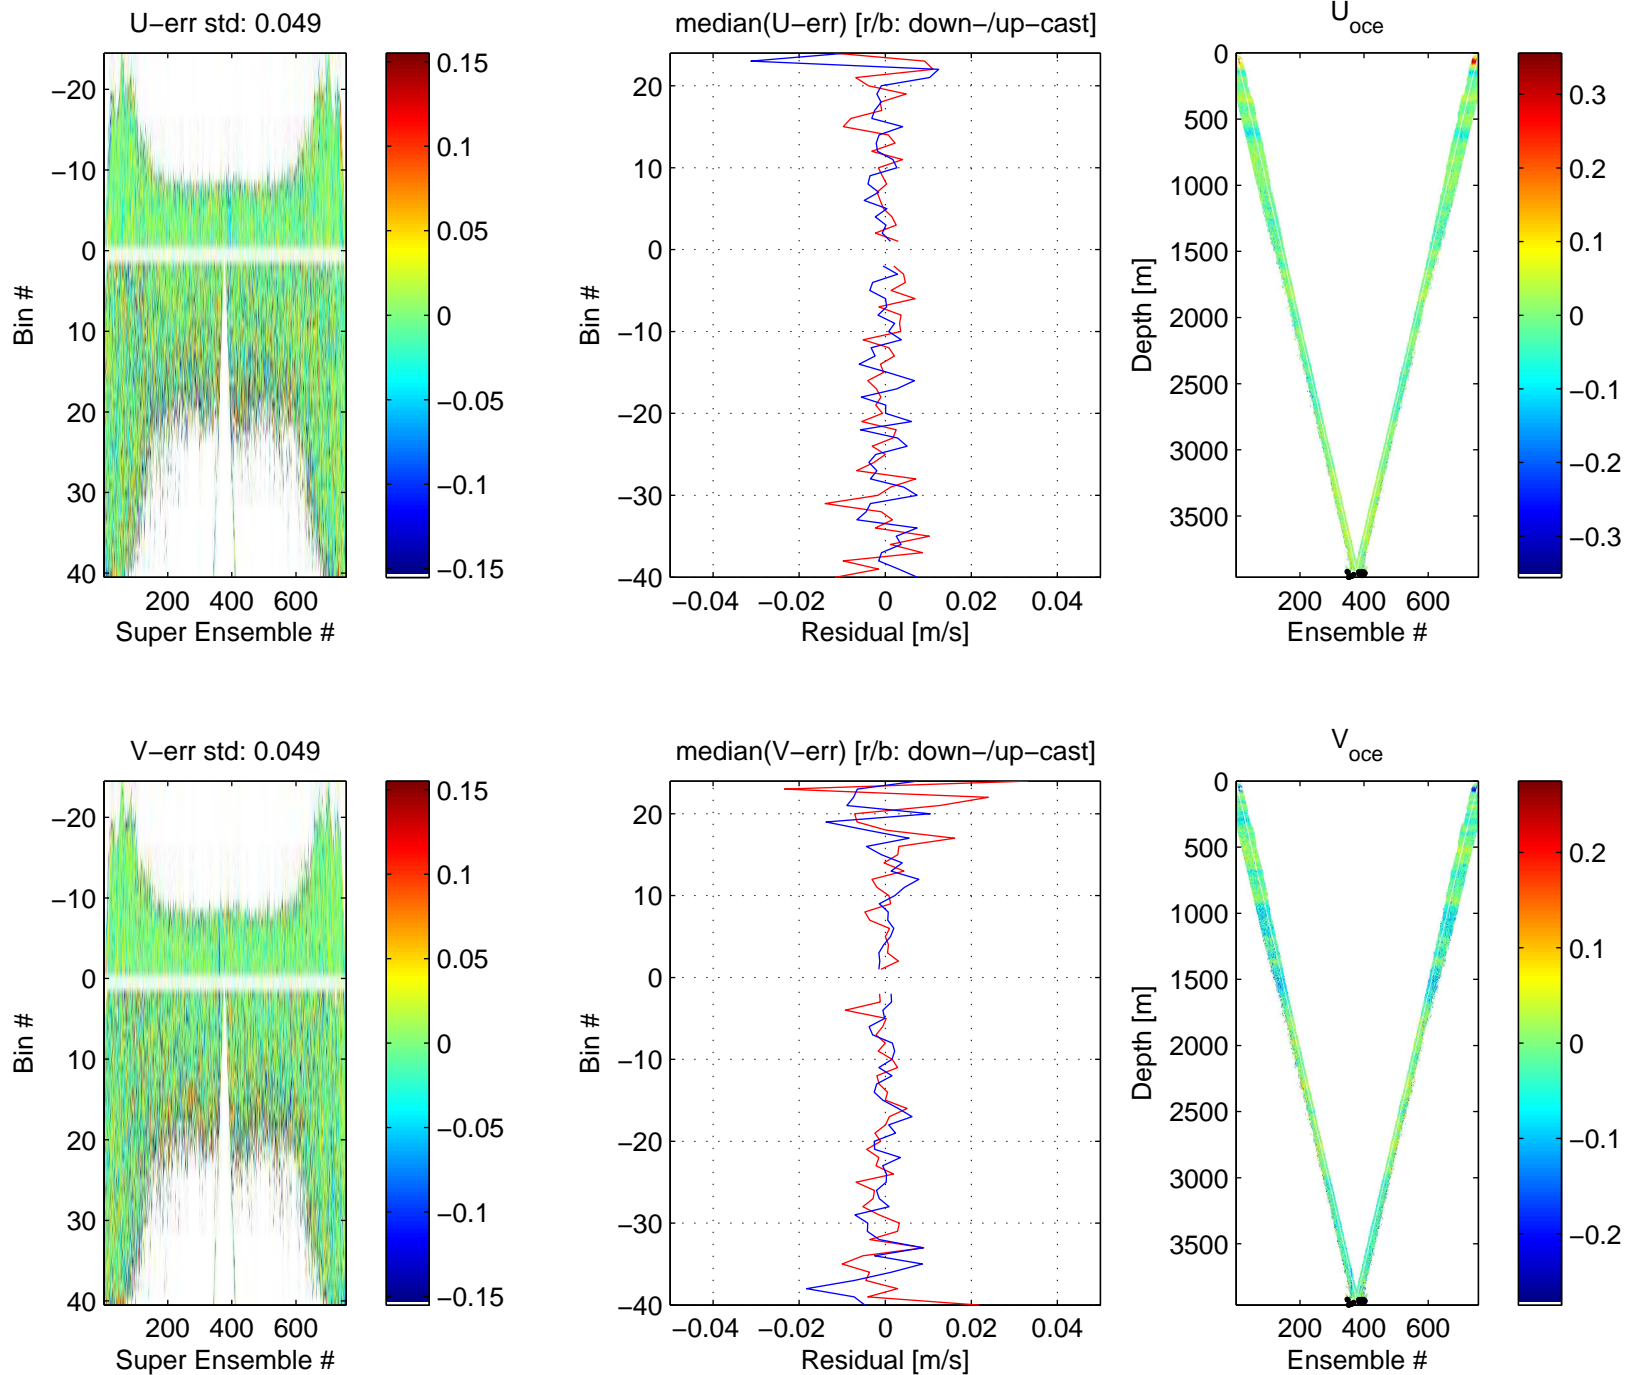 U−err std: 0.049
−20
−10
0
10
20
30
40
Bin #
200 400 600
Super Ensemble #
0.15
0.1
0.05
0
−0.05
−0.1
−0.15
median(U−err) [r/b: down−/up−cast]
20
10
0
−10
−20
−30
−40
Bin #
−0.04 −0.02 0 0.02 0.04
Residual [m/s]
Uoce
0
500
1000
1500
2000
2500
3000
3500
Depth [m]
200 400 600
Ensemble #
0.3
0.2
0.1
0
−0.1
−0.2
−0.3
V−err std: 0.049
−20
−10
0
10
20
30
40
Bin #
200 400 600
Super Ensemble #
0.15
0.1
0.05
0
−0.05
−0.1
−0.15
median(V−err) [r/b: down−/up−cast]
20
10
0
−10
−20
−30
−40
Bin #
−0.04 −0.02 0 0.02 0.04
Residual [m/s]
Voce
0
500
1000
1500
2000
2500
3000
3500
Depth [m]
200 400 600
Ensemble #
0.2
0.1
0
−0.1
−0.2